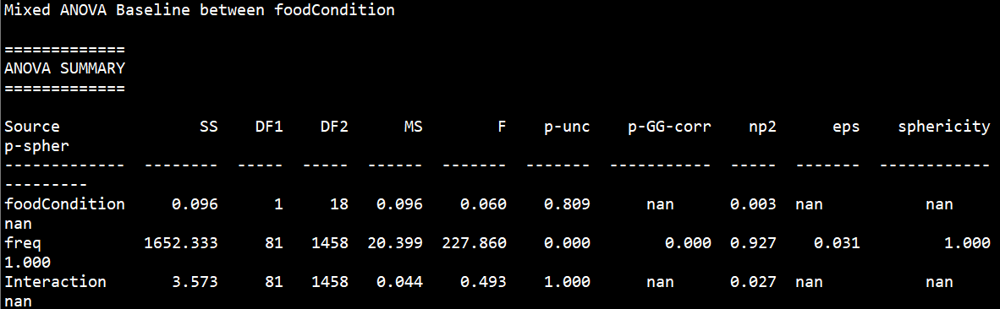 Mixed ANOVA Baseline between foodCondition
=============
ANOVA SUMMARY
=============
Source               SS    DF1    DF2      MS        F    p-unc    p-GG-corr    np2      eps    sphericity
p-spher
-------------  --------  -----  -----  ------  -------  -------  -----------  -----  -------  ------------
---------
foodCondition     0.096      1     18   0.096    0.060    0.809      nan      0.003  nan           nan
nan
freq           1652.333     81   1458  20.399  227.860    0.000        0.000  0.927    0.031         1.000
1.000
Interaction       3.573     81   1458   0.044    0.493    1.000      nan      0.027  nan           nan
nan